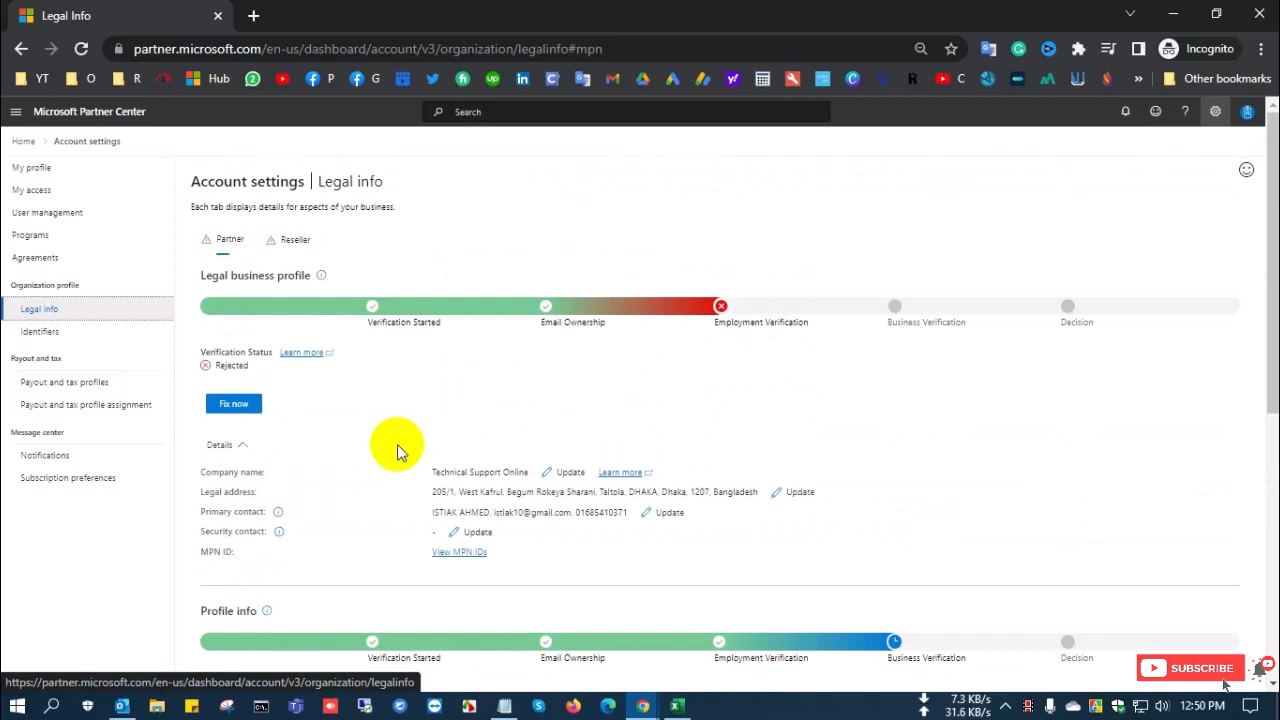 Legal Info
partner.microsoft.com/en-us/dashboard/account/v3/organization/legalinfo#mpn
Incognito
YT O R Hub P G C » Other bookmarks
Microsoft Partner Center
Search
Home > Account settings
My profile
My access
User management
Programs
Agreements
Organization profile
Legal info
Identifiers
Payout and tax
Payout and tax profiles
Payout and tax profile assignment
Message center
Notifications
Subscription preferences
Account settings | Legal info
Each tab displays details for aspects of your business.
Partner Reseller
Legal business profile
Verification Started Email Ownership Employment Verification Business Verification Decision
Verification Status Learn more
Rejected
Fix now
Details
Company name: Technical Support Online Update Learn more
Legal address: 205/1, West Kafrul, Begum Rokeya Sharani, Taltola, DHAKA, Dhaka, 1207, Bangladesh Update
Primary contact: ISTIAK AHMED, istiak10@gmail.com, 01685410371 Update
Security contact: - Update
MPN ID: View MPN IDs
Profile info
Verification Started Email Ownership Employment Verification Business Verification Decision
SUBSCRIBE
https://partner.microsoft.com/en-us/dashboard/account/v3/organization/legalinfo
7.3 KB/s
31.6 KB/s
12:50 PM